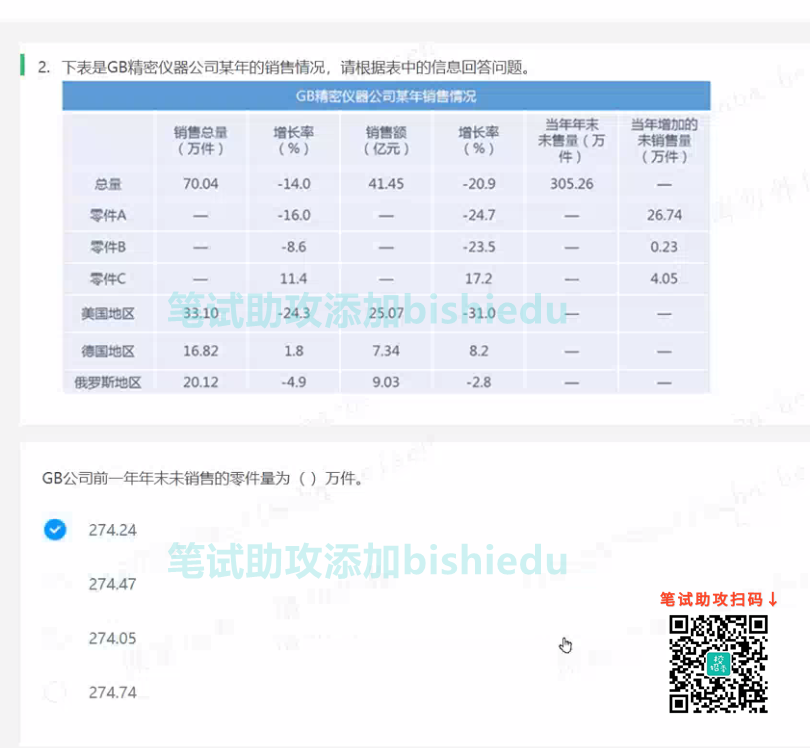 2. 下表是GB精密仪器公司某年的销售情况，请根据表中的信息回答问题。
GB精密仪器公司某年销售情况
销售总量（万件） 增长率（%） 销售额（亿元） 增长率（%） 当年年末未售量（万件） 当年增加的未销售量（万件）
总量 70.04 -14.0 41.45 -20.9 305.26 —
零件A — -16.0 — -24.7 — 26.74
零件B — -8.6 — -23.5 — 0.23
零件C — 11.4 — 17.2 — 4.05
美国地区 33.10 -24.3 25.07 -31.0 — —
笔试助攻添加bishiedu
德国地区 16.82 1.8 7.34 8.2 — —
俄罗斯地区 20.12 -4.9 9.03 -2.8 — —
GB公司前一年年末未销售的零件量为（ ）万件。
274.24
笔试助攻添加bishiedu
274.47
笔试助攻扫码↓
274.05
274.74